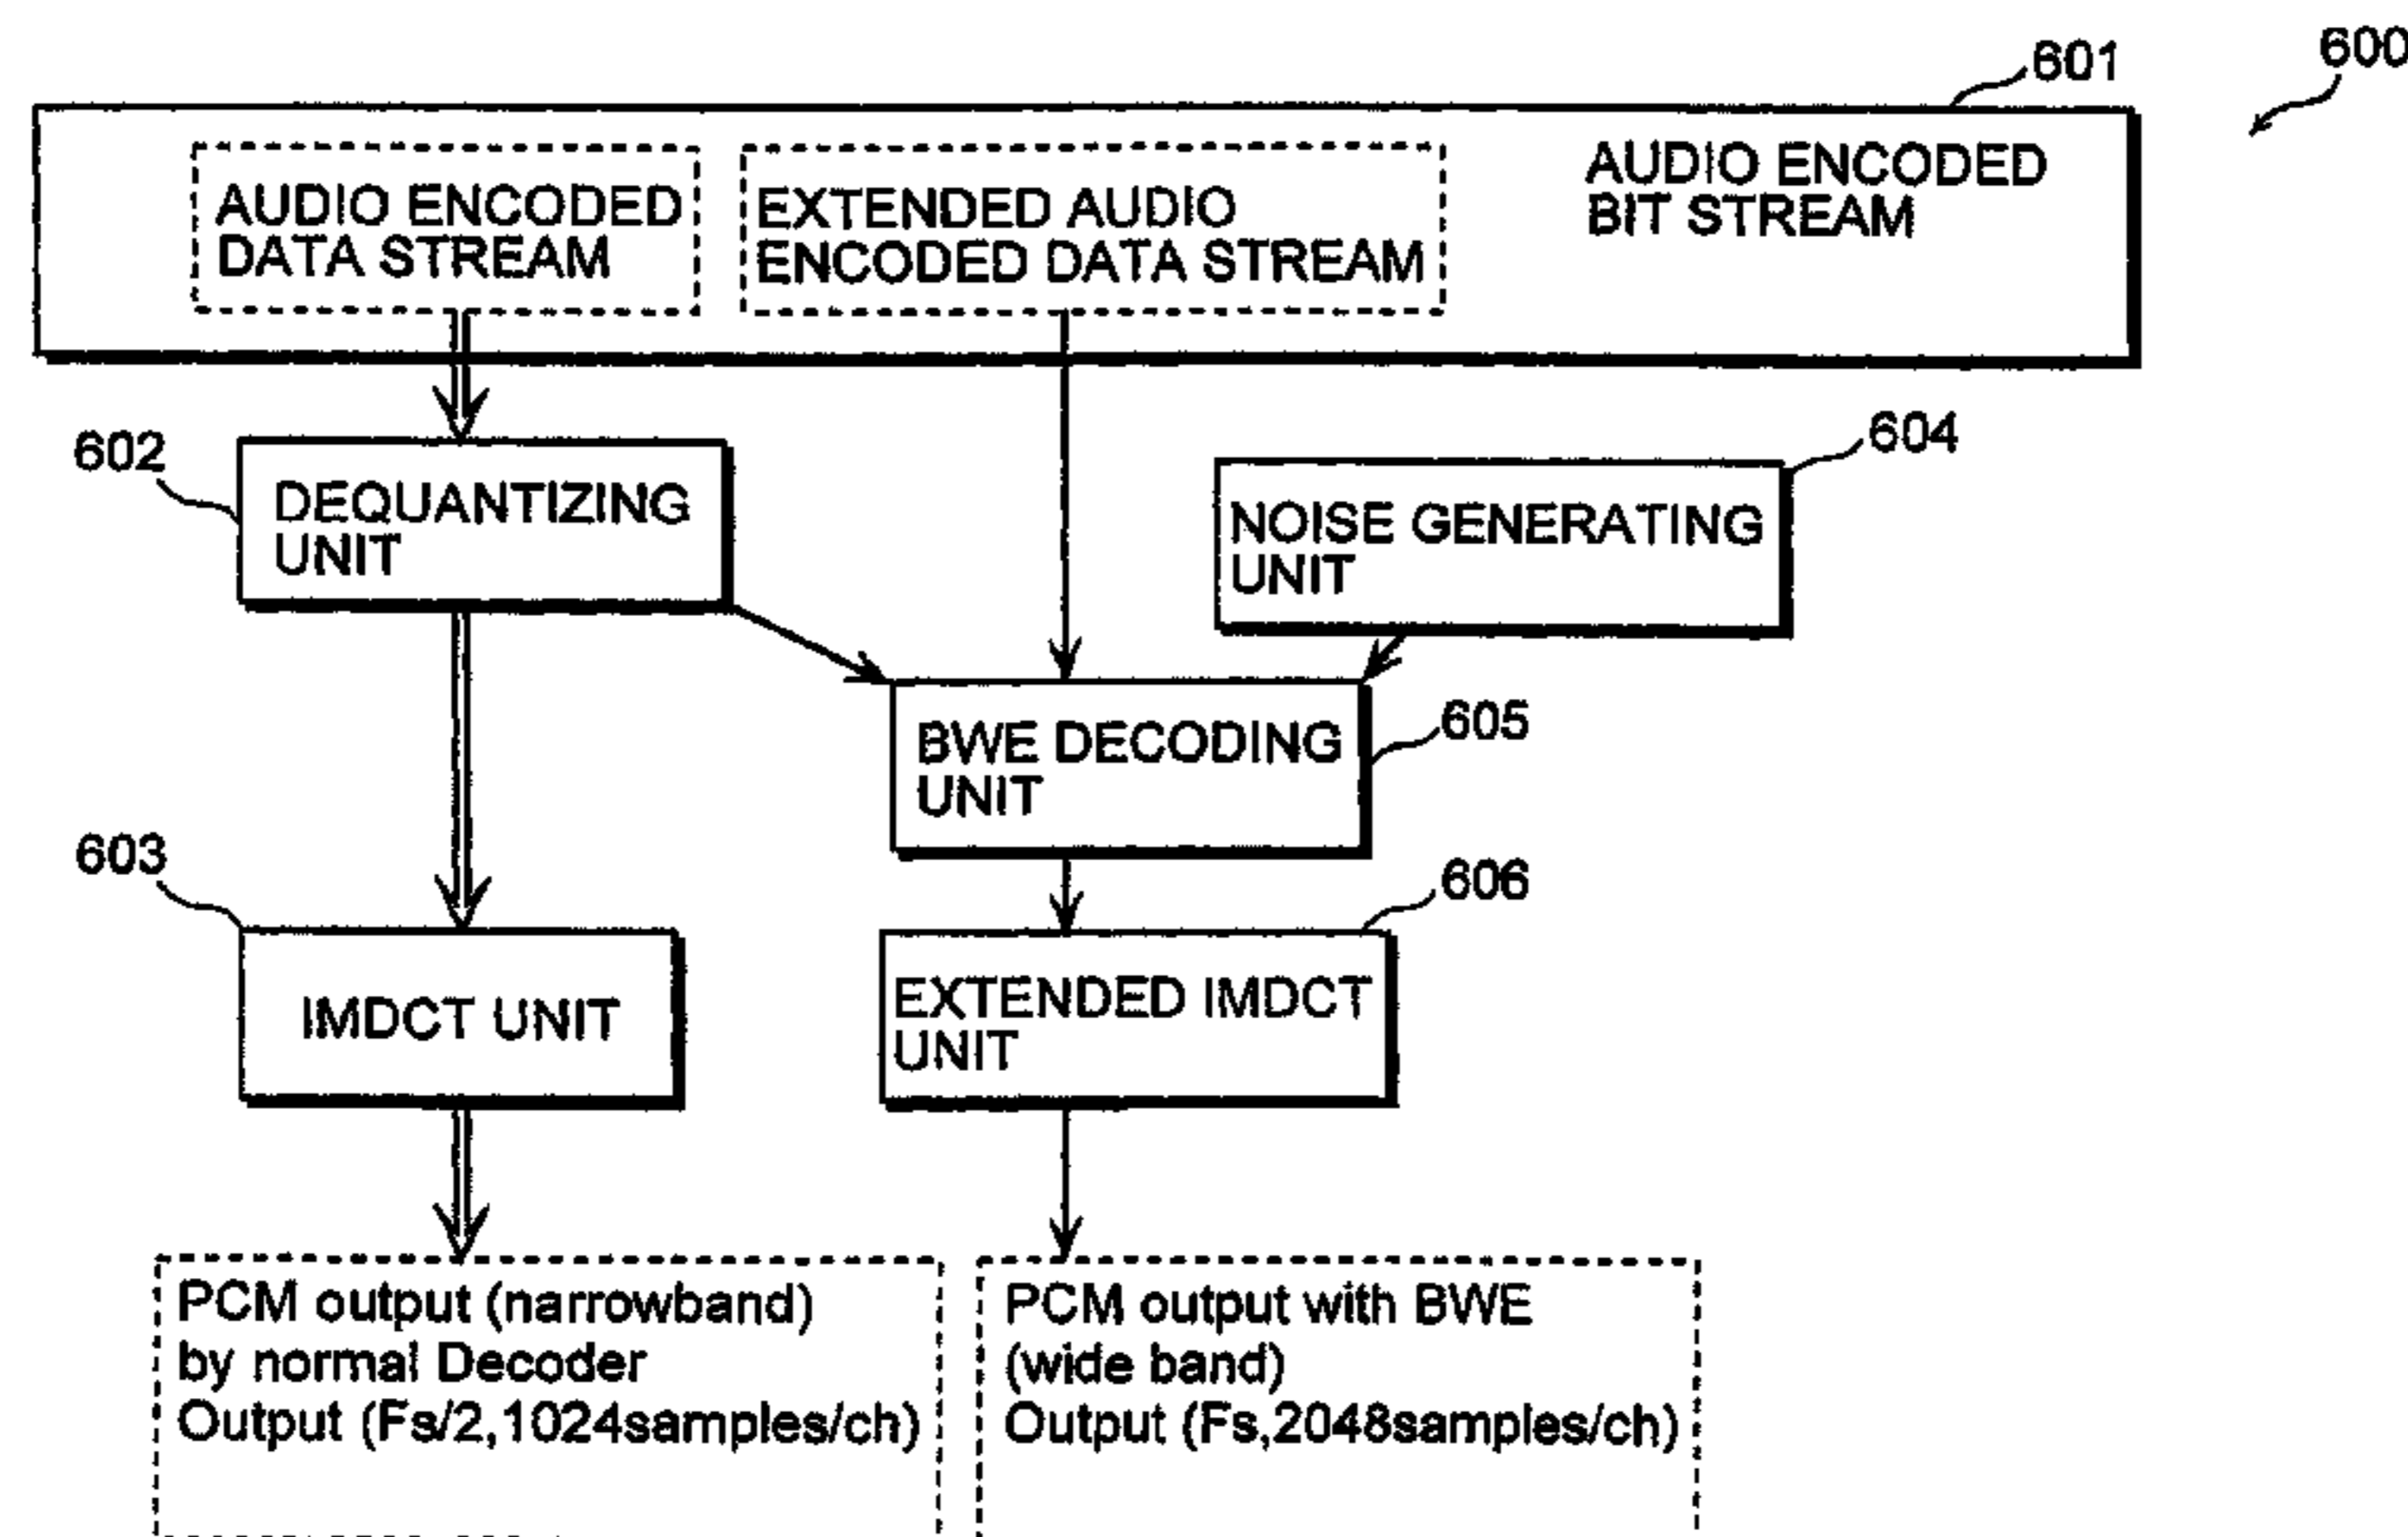 601
600
AUDIO ENCODED
DATA STREAM
EXTENDED AUDIO
ENCODED DATA STREAM
AUDIO ENCODED
BIT STREAM
602
DEQUANTIZING
UNIT
604
NOISE GENERATING
UNIT
BWE DECODING
UNIT
605
603
IMDCT UNIT
606
EXTENDED IMDCT
UNIT
PCM output (narrowband)
by normal Decoder
Output (Fs/2,1024samples/ch)
PCM output with BWE
(wide band)
Output (Fs,2048samples/ch)